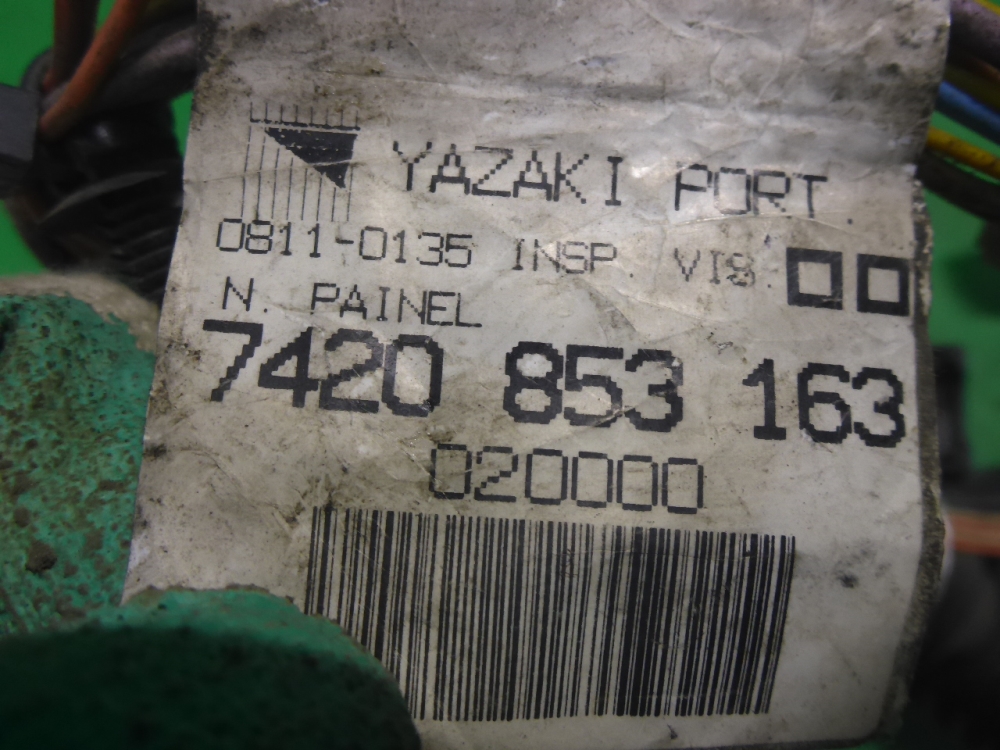 YAZAKI PORT.
0811-0135 INSP. VIS.
N. PAINEL
7420 853 163
020000